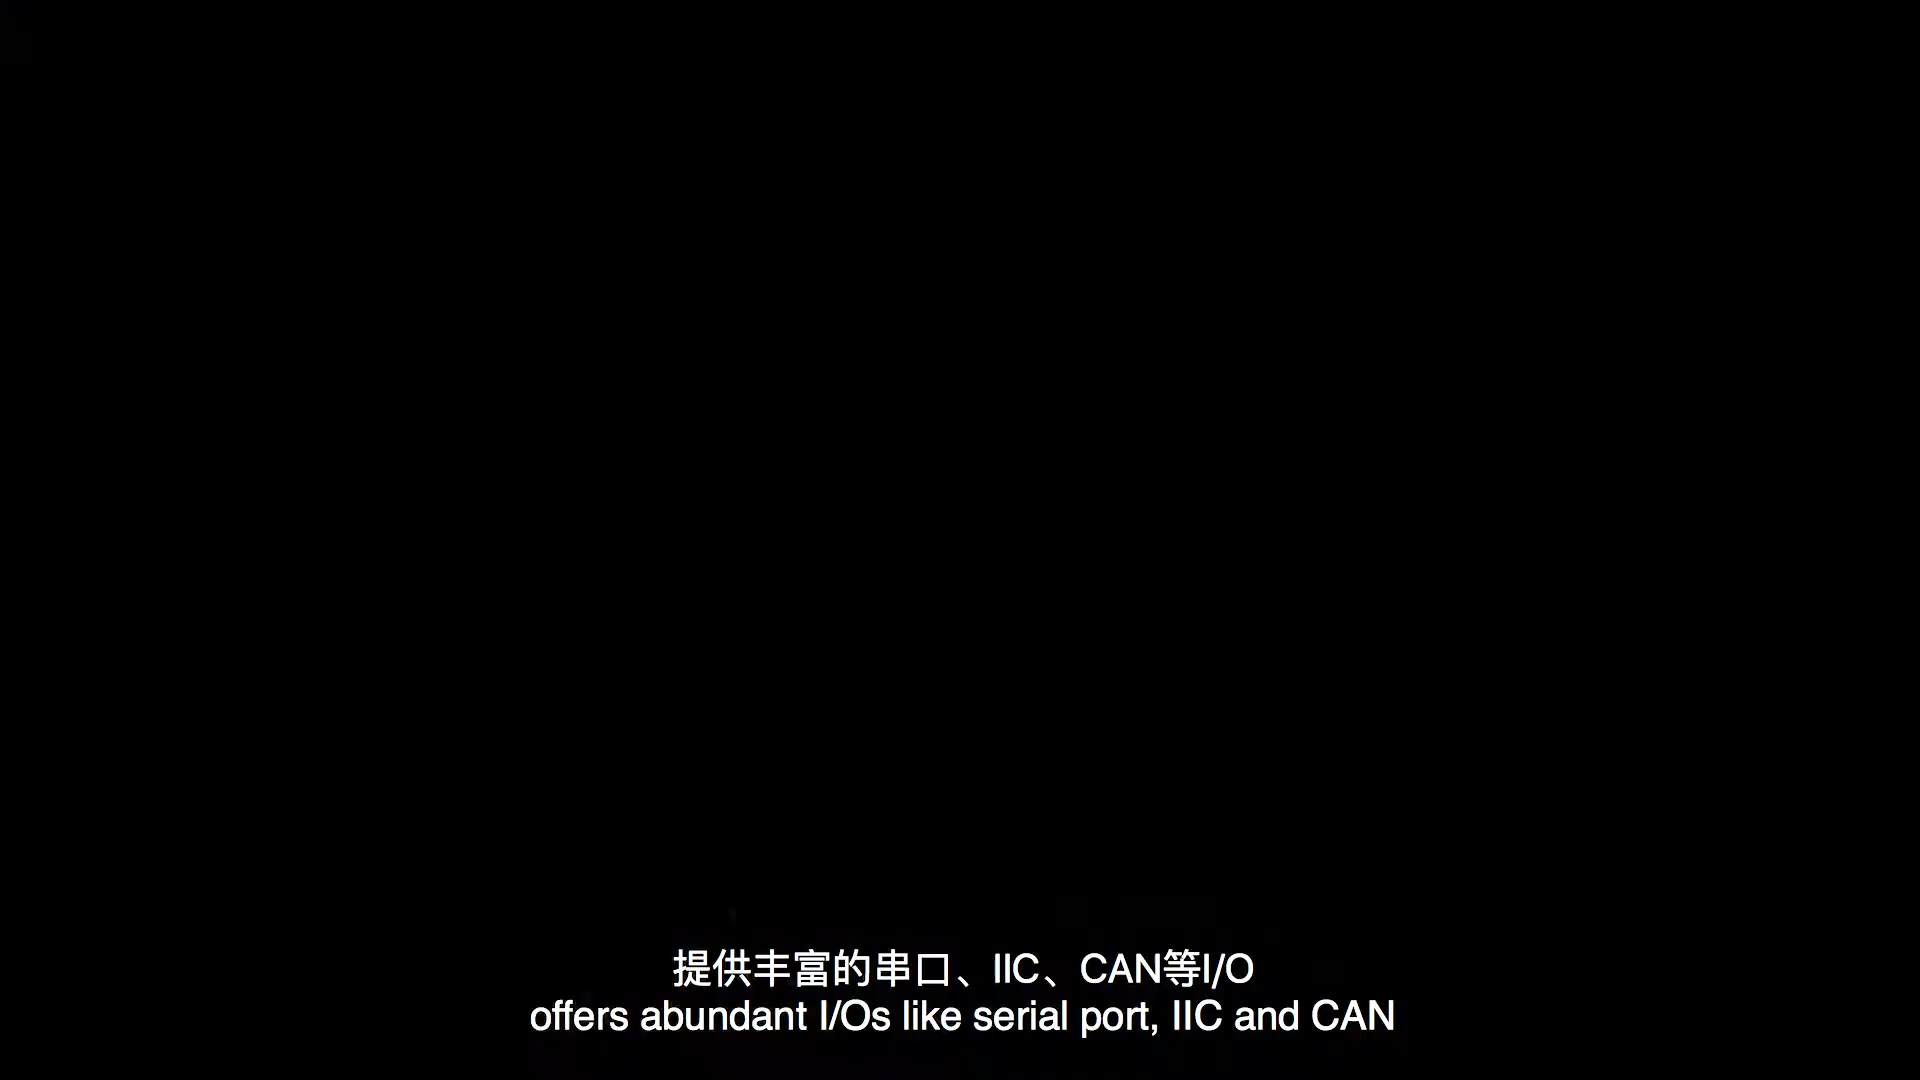 提供丰富的串口、IIC、CAN等I/O
offers abundant I/Os like serial port, IIC and CAN